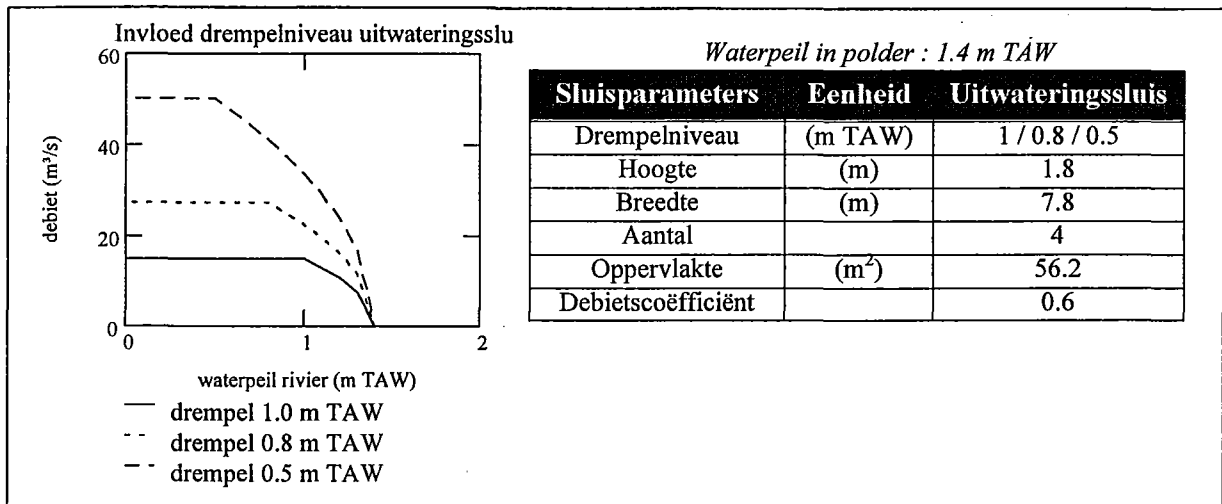 Invloed drempelniveau uitwateringsslu
60
40
20
0
0
1
2
debiet (m³/s)
waterpeil rivier (m TAW)
drempel 1.0 m TAW
drempel 0.8 m TAW
drempel 0.5 m TAW
Waterpeil in polder : 1.4 m TAW
Sluisparameters Eenheid Uitwateringssluis
Drempelniveau (m TAW) 1 / 0.8 / 0.5
Hoogte (m) 1.8
Breedte (m) 7.8
Aantal 4
Oppervlakte (m²) 56.2
Debietscoëfficiënt 0.6